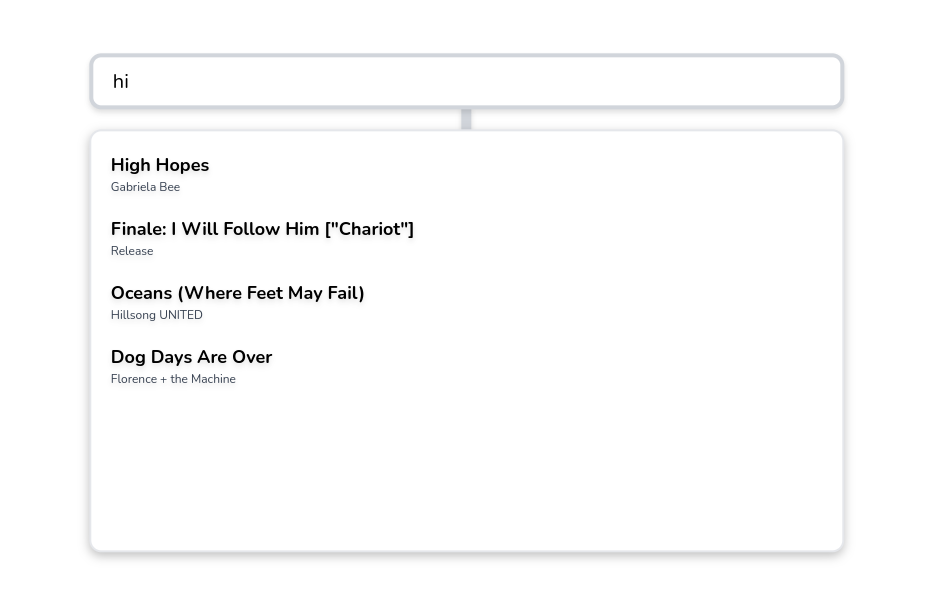 hi
High Hopes
Gabriela Bee
Finale: I Will Follow Him ["Chariot"]
Release
Oceans (Where Feet May Fail)
Hillsong UNITED
Dog Days Are Over
Florence + the Machine